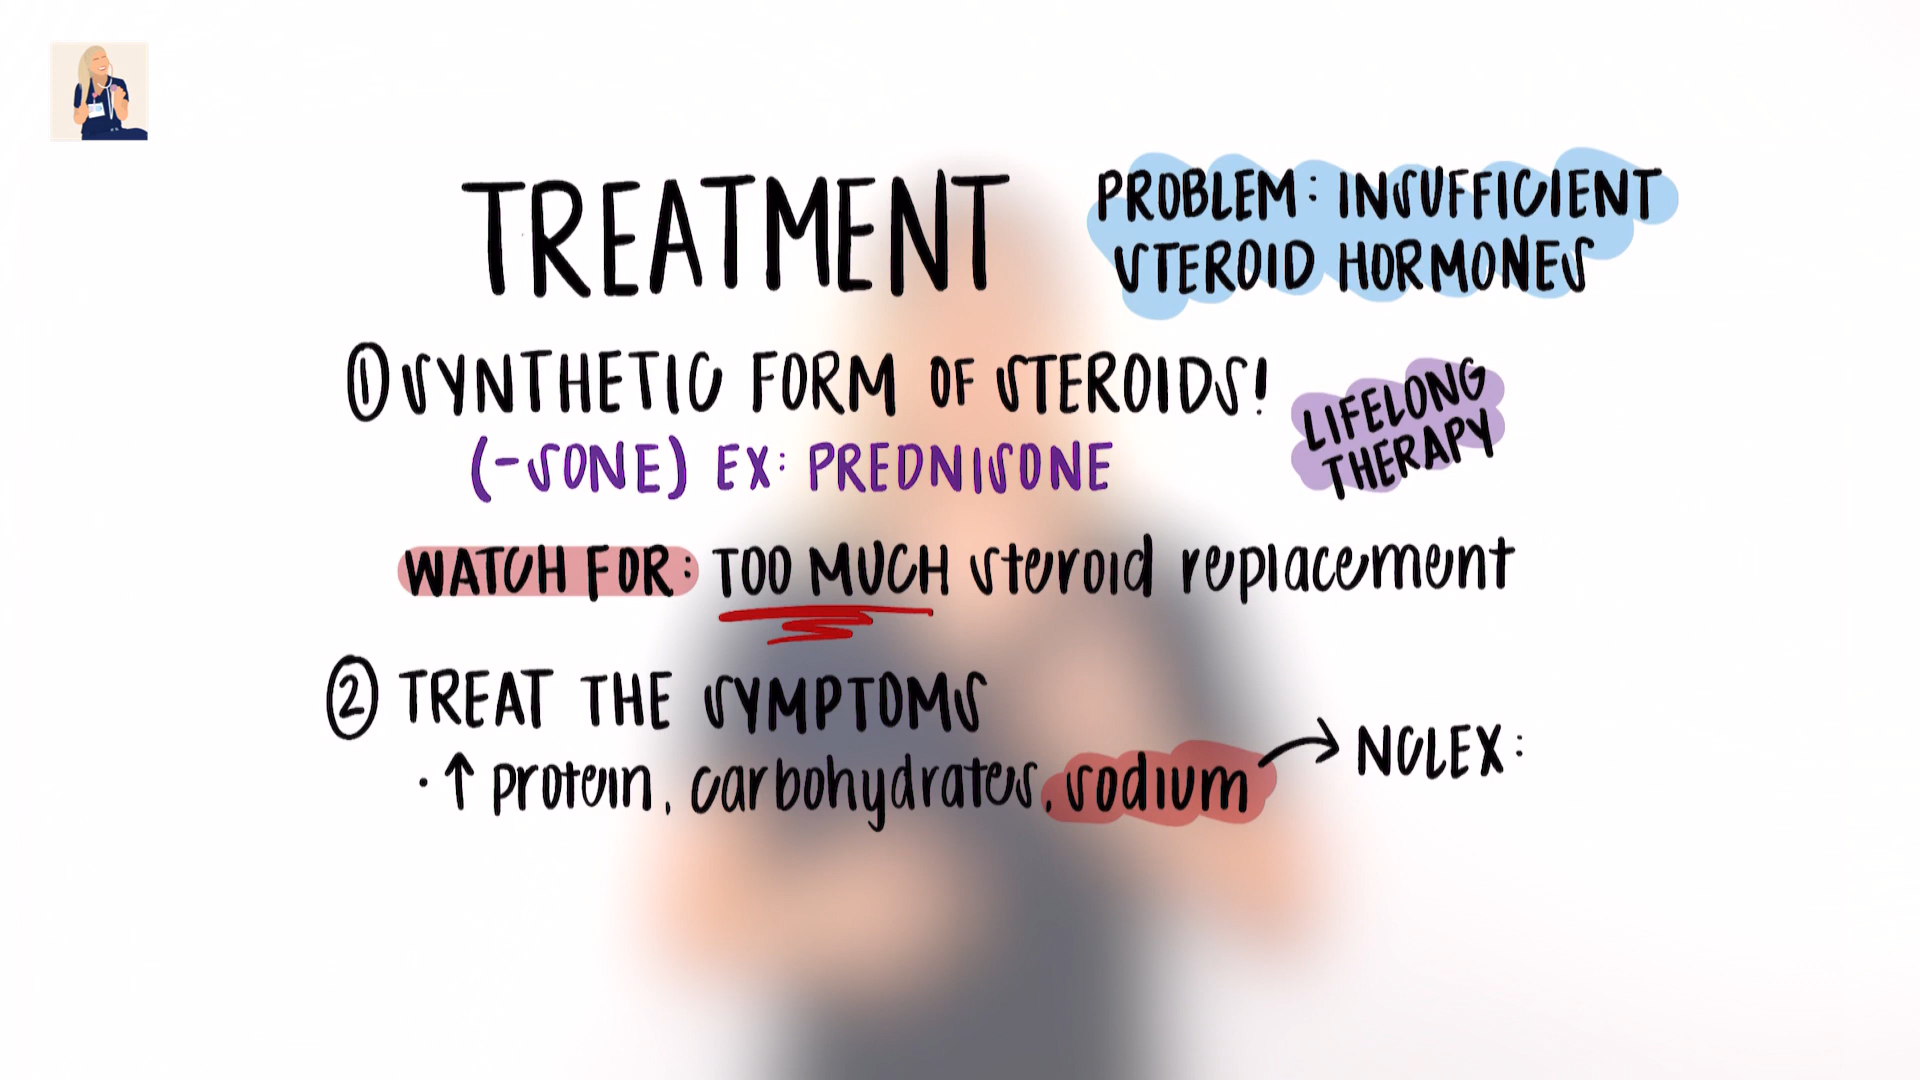 TREATMENT
PROBLEM: INSUFFICIENT
STEROID HORMONES
① SYNTHETIC FORM OF STEROIDS!
(-SONE) EX: PREDNISONE
LIFELONG
THERAPY
WATCH FOR: TOO MUCH steroid replacement
② TREAT THE SYMPTOMS
· ↑ protein, carbohydrates, sodium → NCLEX: